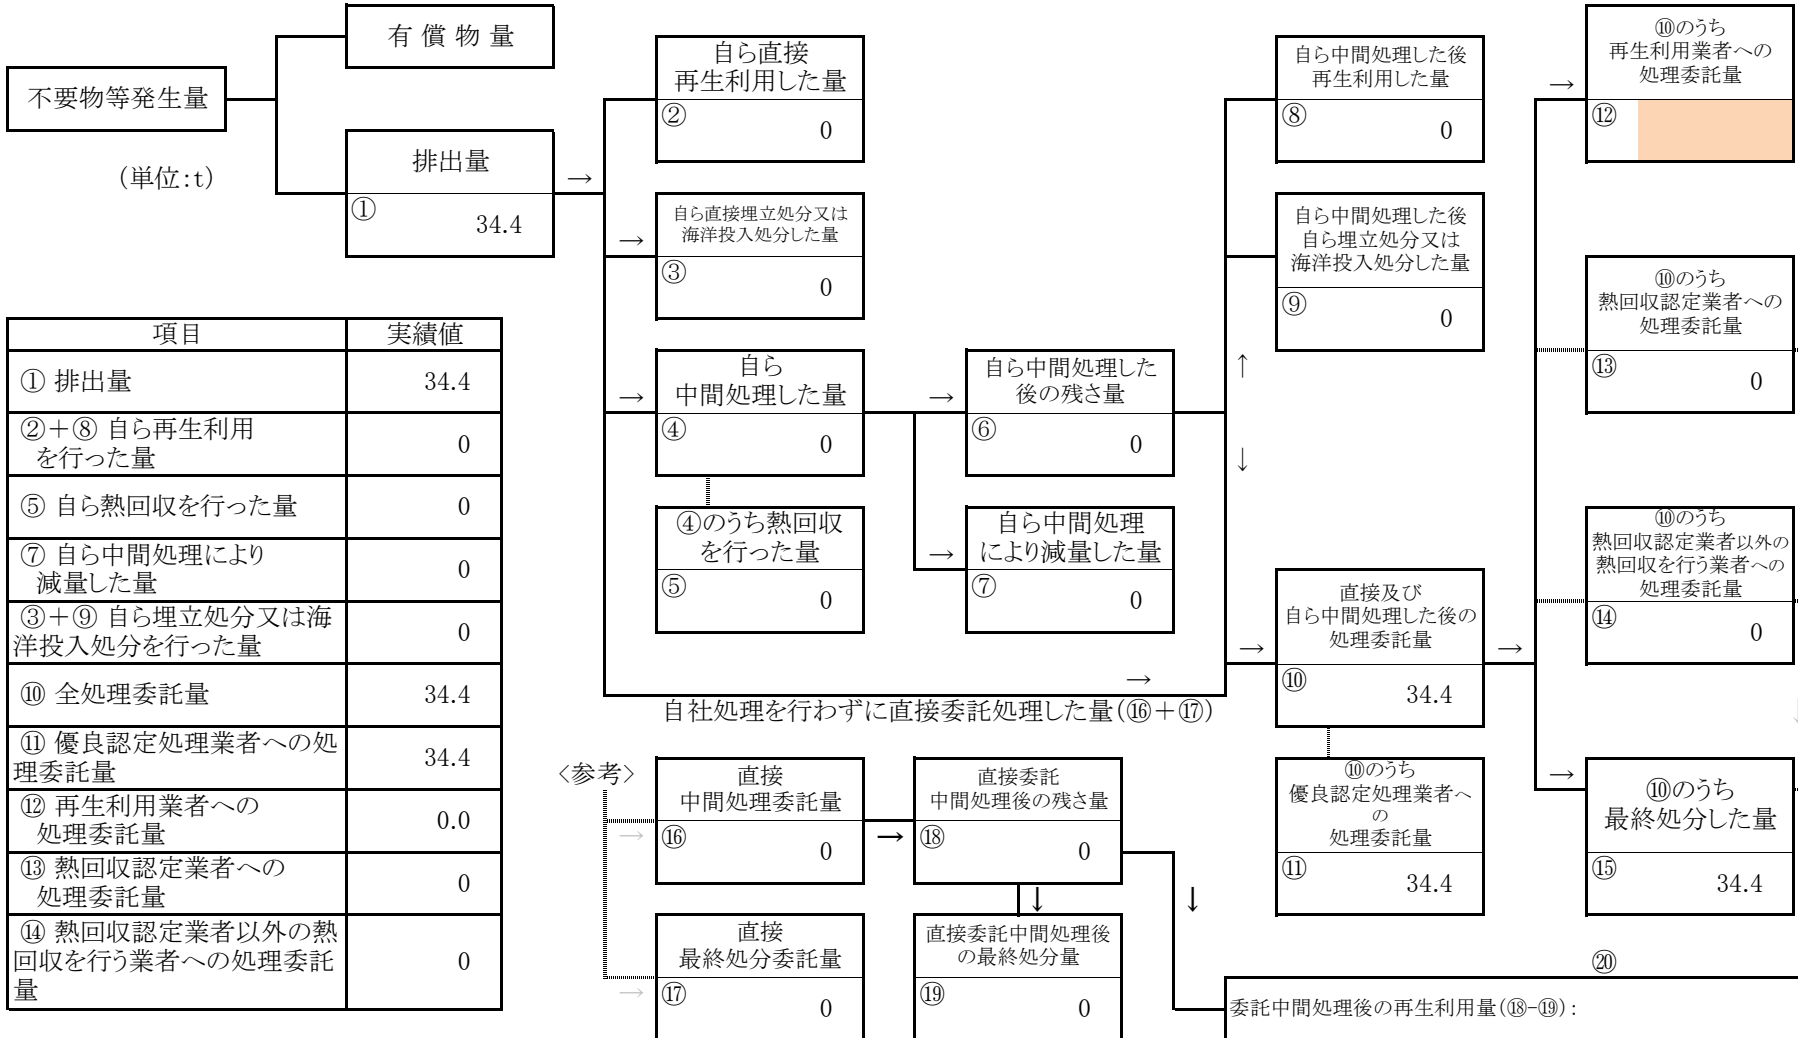 有 償 物 量
不要物等発生量
(単位:t)
排出量
①
34.4
→
自ら直接
再生利用した量
②
0
→
自ら直接埋立処分又は
海洋投入処分した量
③
0
→
自ら
中間処理した量
④
0
④のうち熱回収
を行った量
⑤
0
→
自ら中間処理した
後の残さ量
⑥
0
→
自ら中間処理
により減量した量
⑦
0
自ら中間処理した後
再生利用した量
⑧
0
自ら中間処理した後
自ら埋立処分又は
海洋投入処分した量
⑨
0
↑
↓
→
自社処理を行わずに直接委託処理した量(⑯+⑰)
→
直接及び
自ら中間処理した後の
処理委託量
⑩
34.4
⑩のうち
優良認定処理業者へ
の
処理委託量
⑪
34.4
→
→
⑩のうち
再生利用業者への
処理委託量
⑫
⑩のうち
熱回収認定業者への
処理委託量
⑬
0
⑩のうち
熱回収認定業者以外の
熱回収を行う業者への
処理委託量
⑭
0
→
⑩のうち
最終処分した量
⑮
34.4
項目 実績値
① 排出量 34.4
②+⑧ 自ら再生利用
を行った量 0
⑤ 自ら熱回収を行った量 0
⑦ 自ら中間処理により
減量した量 0
③+⑨ 自ら埋立処分又は海
洋投入処分を行った量 0
⑩ 全処理委託量 34.4
⑪ 優良認定処理業者への処
理委託量 34.4
⑫ 再生利用業者への
処理委託量 0.0
⑬ 熱回収認定業者への
処理委託量 0
⑭ 熱回収認定業者以外の熱
回収を行う業者への処理委託
量 0
<参考>
→
直接
中間処理委託量
⑯
0
→
直接委託
中間処理後の残さ量
⑱
0
↓
↓
→
直接
最終処分委託量
⑰
0
直接委託中間処理後
の最終処分量
⑲
0
⑳
委託中間処理後の再生利用量(⑱-⑲):